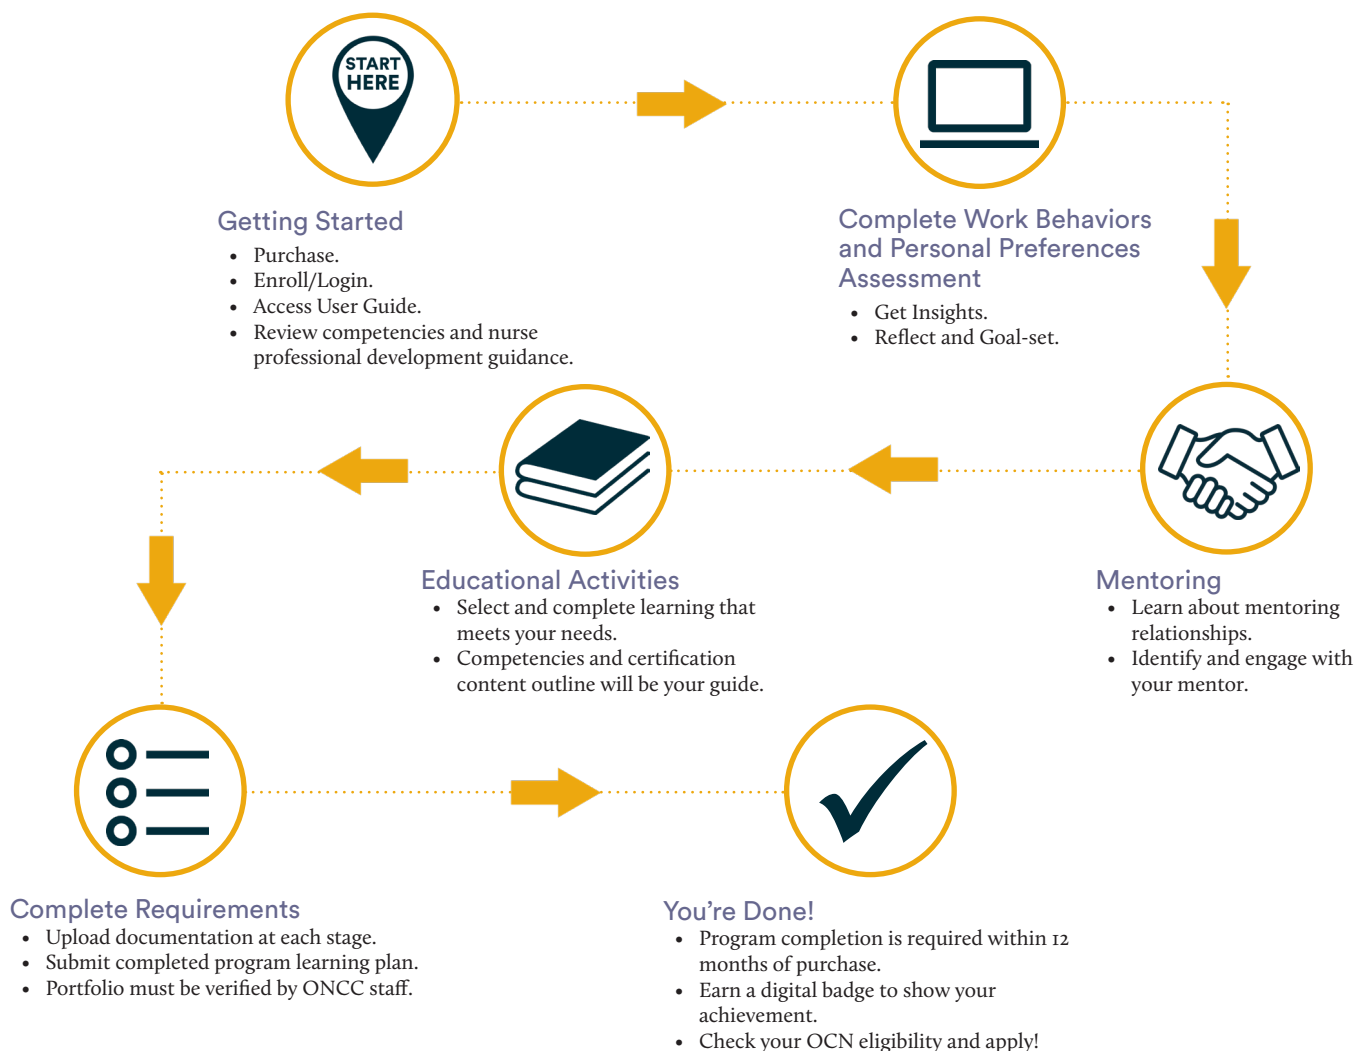 START
HERE
Getting Started
• Purchase.
• Enroll/Login.
• Access User Guide.
• Review competencies and nurse
professional development guidance.
Complete Work Behaviors
and Personal Preferences
Assessment
• Get Insights.
• Reflect and Goal-set.
Mentoring
• Learn about mentoring
relationships.
• Identify and engage with
your mentor.
Educational Activities
• Select and complete learning that
meets your needs.
• Competencies and certification
content outline will be your guide.
Complete Requirements
• Upload documentation at each stage.
• Submit completed program learning plan.
• Portfolio must be verified by ONCC staff.
You’re Done!
• Program completion is required within 12
months of purchase.
• Earn a digital badge to show your
achievement.
• Check your OCN eligibility and apply!